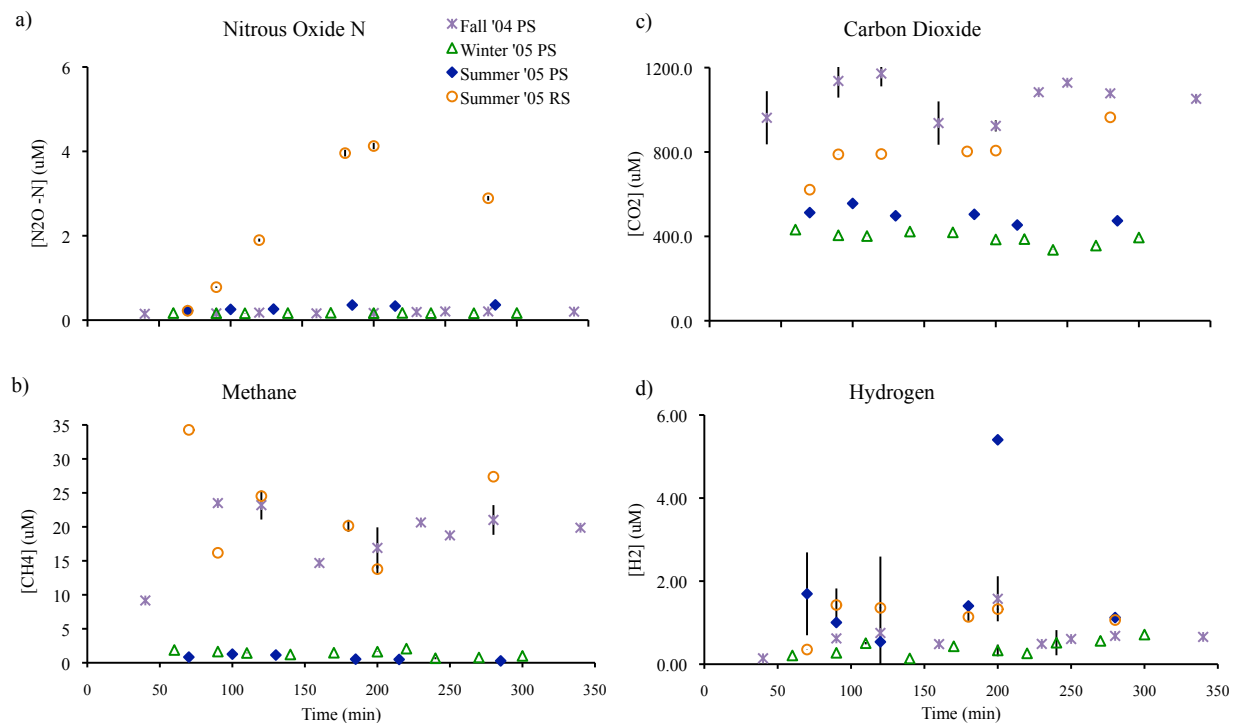 a)
Nitrous Oxide N
Fall '04 PS
Winter '05 PS
Summer '05 PS
Summer '05 RS
[N2O -N] (uM)
6
4
2
0
c)
Carbon Dioxide
[CO2] (uM)
1200.0
800.0
400.0
0.0
b)
Methane
[CH4] (uM)
35
30
25
20
15
10
5
0
0 50 100 150 200 250 300 350
Time (min)
d)
Hydrogen
[H2] (uM)
6.00
4.00
2.00
0.00
0 50 100 150 200 250 300 350
Time (min)